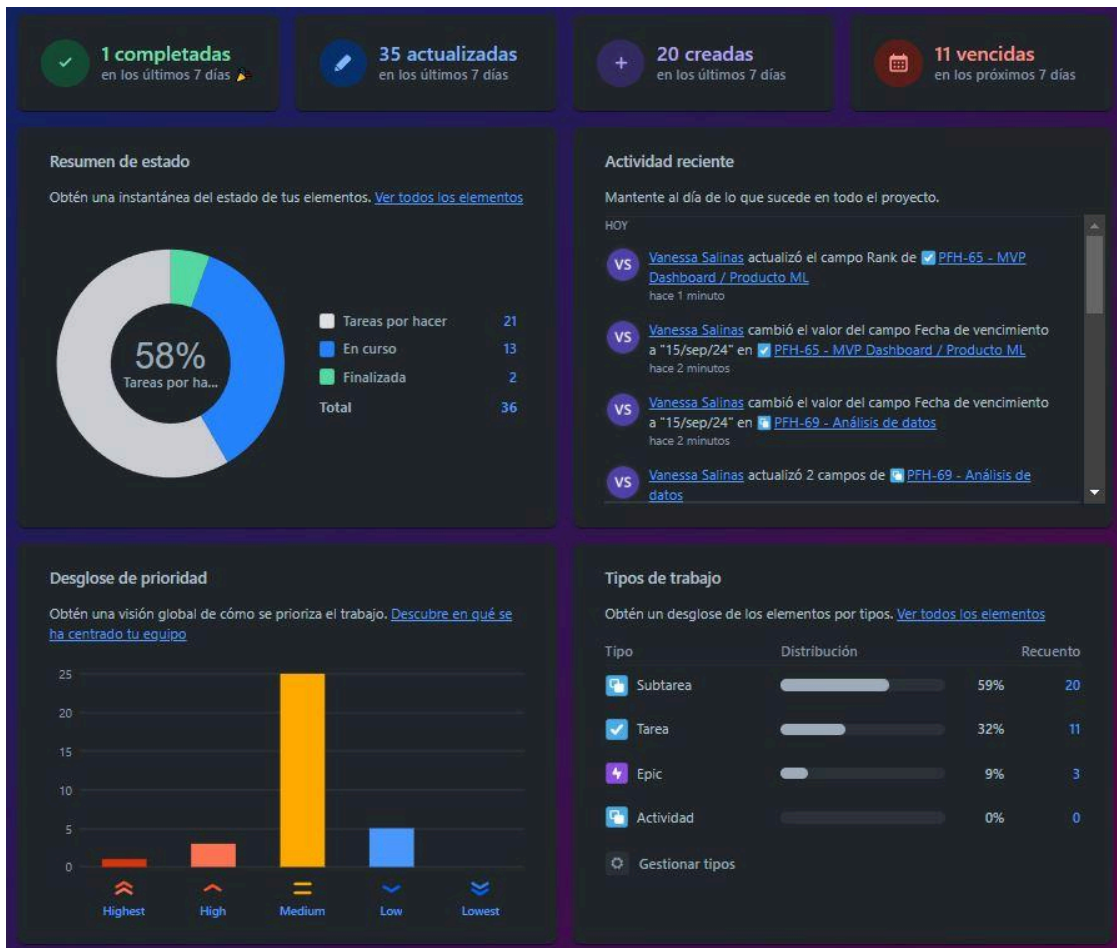 1 completadas
en los últimos 7 días 🎉
35 actualizadas
en los últimos 7 días
20 creadas
en los últimos 7 días
11 vencidas
en los próximos 7 días
Resumen de estado
Obtén una instantánea del estado de tus elementos. Ver todos los elementos
58%
Tareas por ha...
Tareas por hacer 21
En curso 13
Finalizada 2
Total 36
Actividad reciente
Mantente al día de lo que sucede en todo el proyecto.
HOY
VS
Vanessa Salinas actualizó el campo Rank de PFH-65 - MVP
Dashboard / Producto ML
hace 1 minuto
VS
Vanessa Salinas cambió el valor del campo Fecha de vencimiento
a "15/sep/24" en PFH-65 - MVP Dashboard / Producto ML
hace 2 minutos
VS
Vanessa Salinas cambió el valor del campo Fecha de vencimiento
a "15/sep/24" en PFH-69 - Análisis de datos
hace 2 minutos
VS
Vanessa Salinas actualizó 2 campos de PFH-69 - Análisis de
datos
Desglose de prioridad
Obtén una visión global de cómo se prioriza el trabajo. Descubre en qué se
ha centrado tu equipo
25
20
15
10
5
0
Highest High Medium Low Lowest
Tipos de trabajo
Obtén un desglose de los elementos por tipos. Ver todos los elementos
Tipo Distribución Recuento
Subtarea 59% 20
Tarea 32% 11
Epic 9% 3
Actividad 0% 0
Gestionar tipos